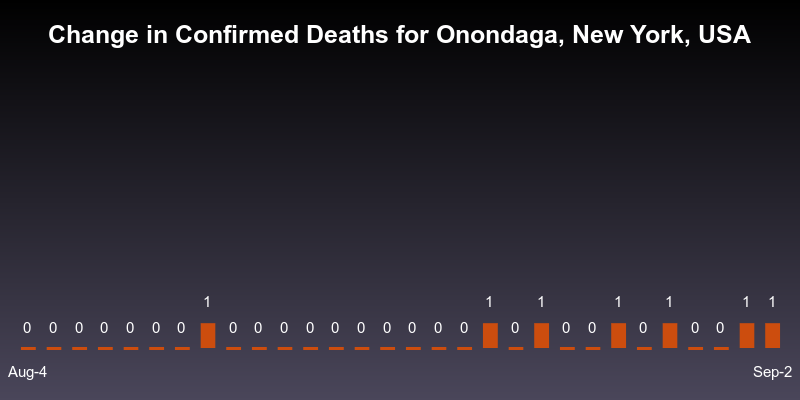 Change in Confirmed Deaths for Onondaga, New York, USA
1 1 1 1 1 1 1
0 0 0 0 0 0 0 0 0 0 0 0 0 0 0 0 0 0 0 0 0 0 0
Aug-4 Sep-2